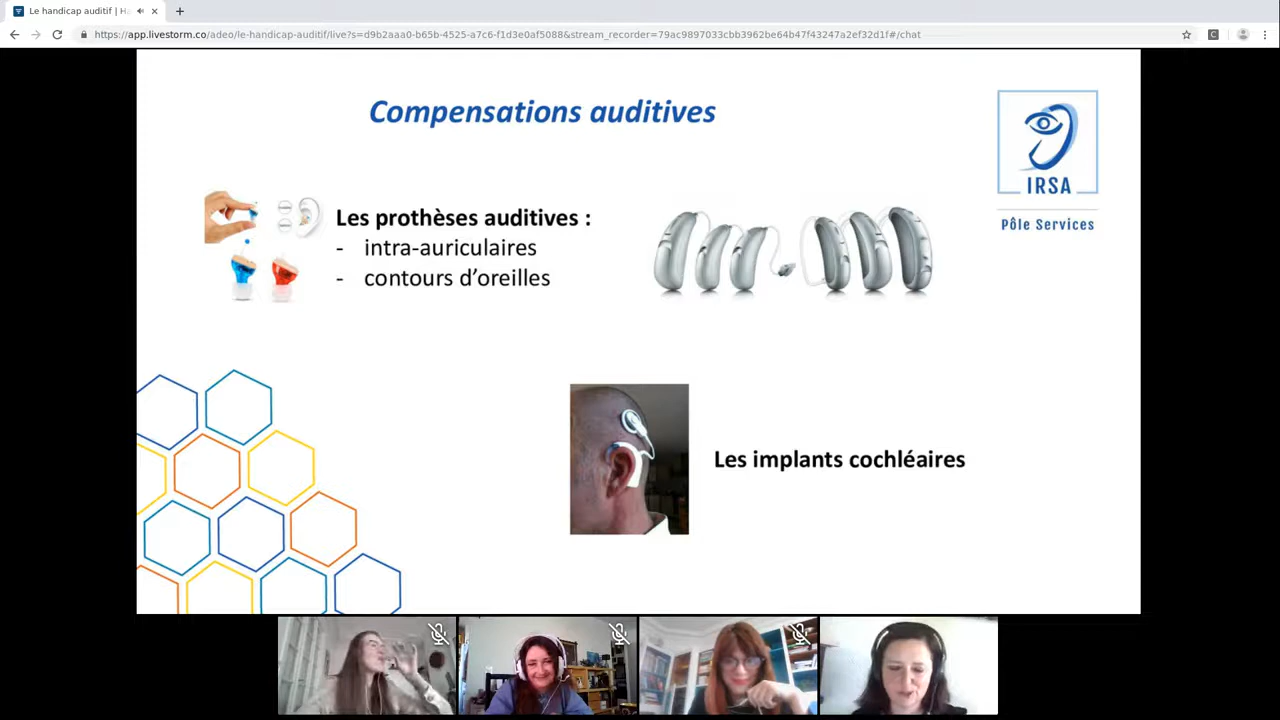 Le handicap auditif | Ha
https://app.livestorm.co/adeo/le-handicap-auditif/live?s=d9b2aaa0-b65b-4525-a7c6-f1d3e0af5088&stream_recorder=79ac9897033cbb3962be64b47f43247a2ef32d1f#/chat
Compensations auditives
IRSA
Pôle Services
Les prothèses auditives :
- intra-auriculaires
- contours d'oreilles
Les implants cochléaires